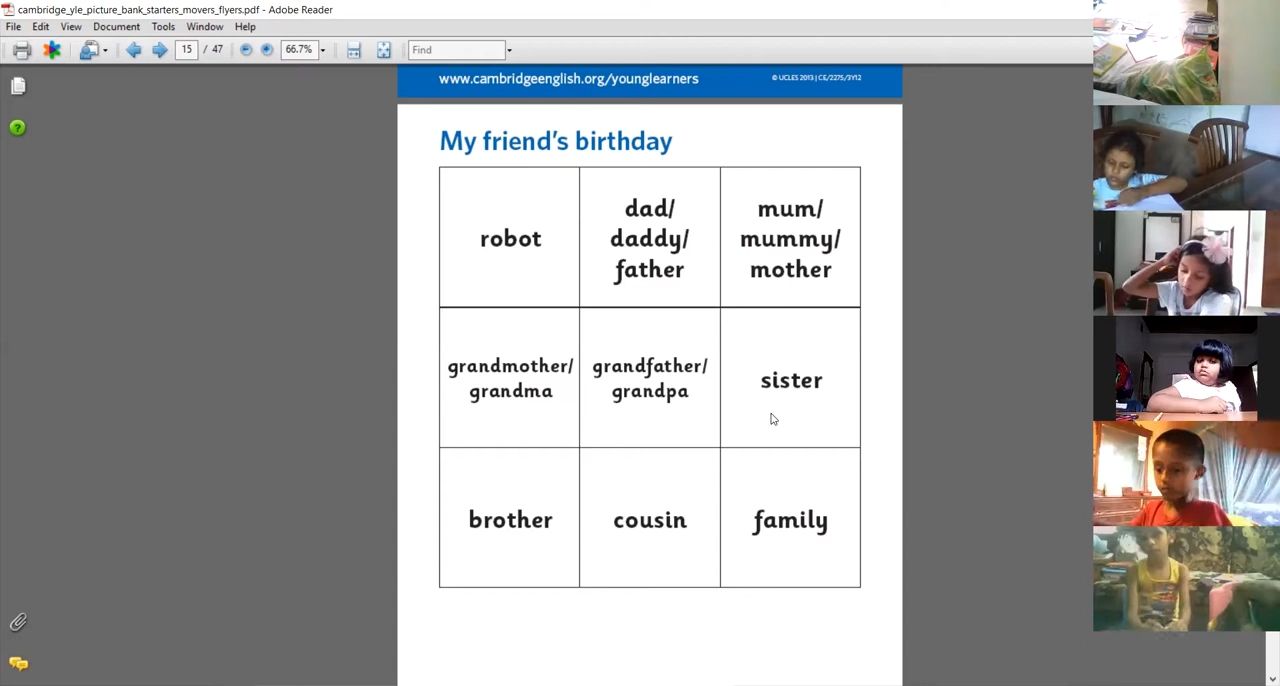 cambridge_yle_picture_bank_starters_movers_flyers.pdf - Adobe Reader
File Edit View Document Tools Window Help
15 / 47 66.7% Find
www.cambridgeenglish.org/younglearners
© UCLES 2013 | CE/2275/3Y12
My friend's birthday
robot
dad/
daddy/
father
mum/
mummy/
mother
grandmother/
grandma
grandfather/
grandpa
sister
brother
cousin
family